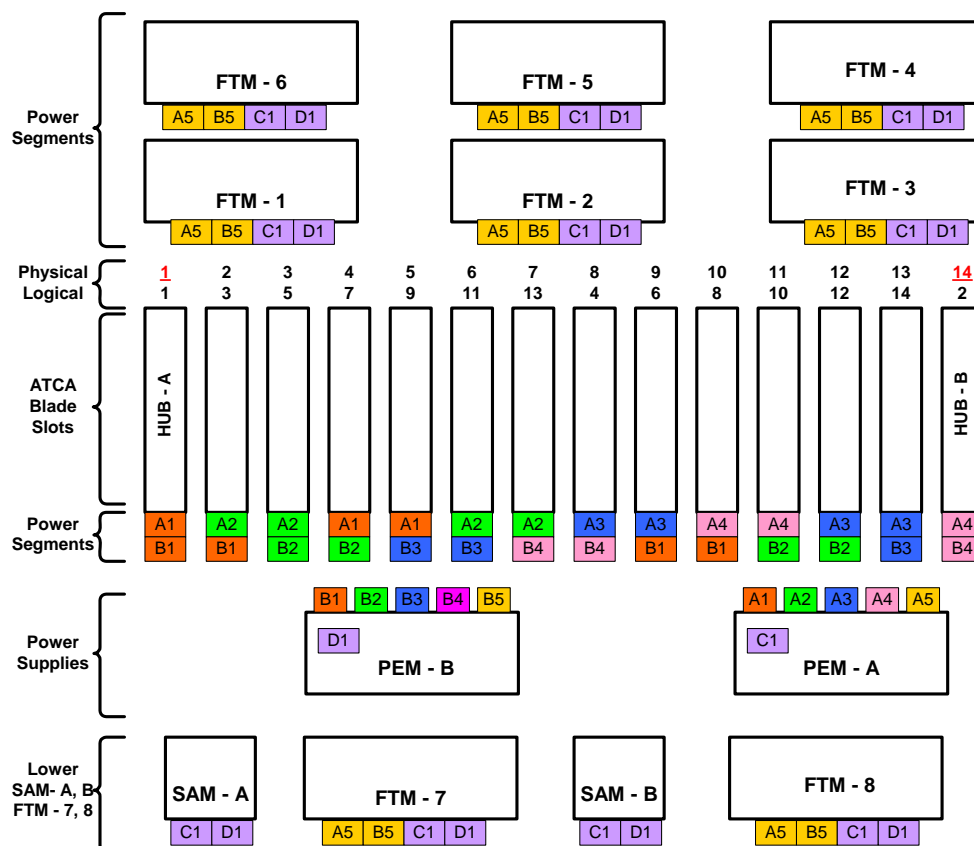 FTM - 6 FTM - 5 FTM - 4
A5 B5 C1 D1 A5 B5 C1 D1 A5 B5 C1 D1
Power
Segments
FTM - 1 FTM - 2 FTM - 3
A5 B5 C1 D1 A5 B5 C1 D1 A5 B5 C1 D1
Physical 1 2 3 4 5 6 7 8 9 10 11 12 13 14
Logical 1 3 5 7 9 11 13 4 6 8 10 12 14 2
ATCA
Blade
Slots
HUB - A
HUB - B
Power A1 A2 A2 A1 A1 A2 A2 A3 A3 A4 A4 A3 A3 A4
Segments B1 B1 B2 B2 B3 B3 B4 B4 B1 B1 B2 B2 B3 B4
B1 B2 B3 B4 B5 A1 A2 A3 A4 A5
Power
Supplies
D1 C1
PEM - B PEM - A
Lower
SAM- A, B
FTM - 7, 8
SAM - A FTM - 7 SAM - B FTM - 8
C1 D1 A5 B5 C1 D1 C1 D1 A5 B5 C1 D1